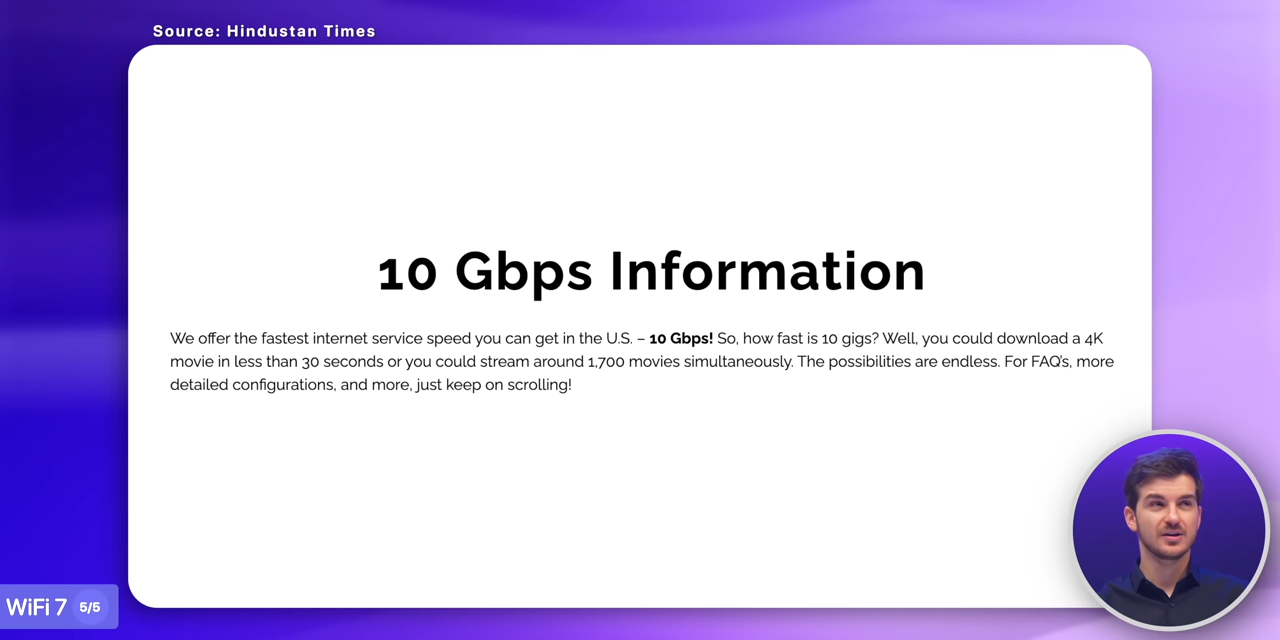 Source: Hindustan Times
10 Gbps Information
We offer the fastest internet service speed you can get in the U.S. – 10 Gbps! So, how fast is 10 gigs? Well, you could download a 4K
movie in less than 30 seconds or you could stream around 1,700 movies simultaneously. The possibilities are endless. For FAQ's, more
detailed configurations, and more, just keep on scrolling!
WiFi 7 5/5